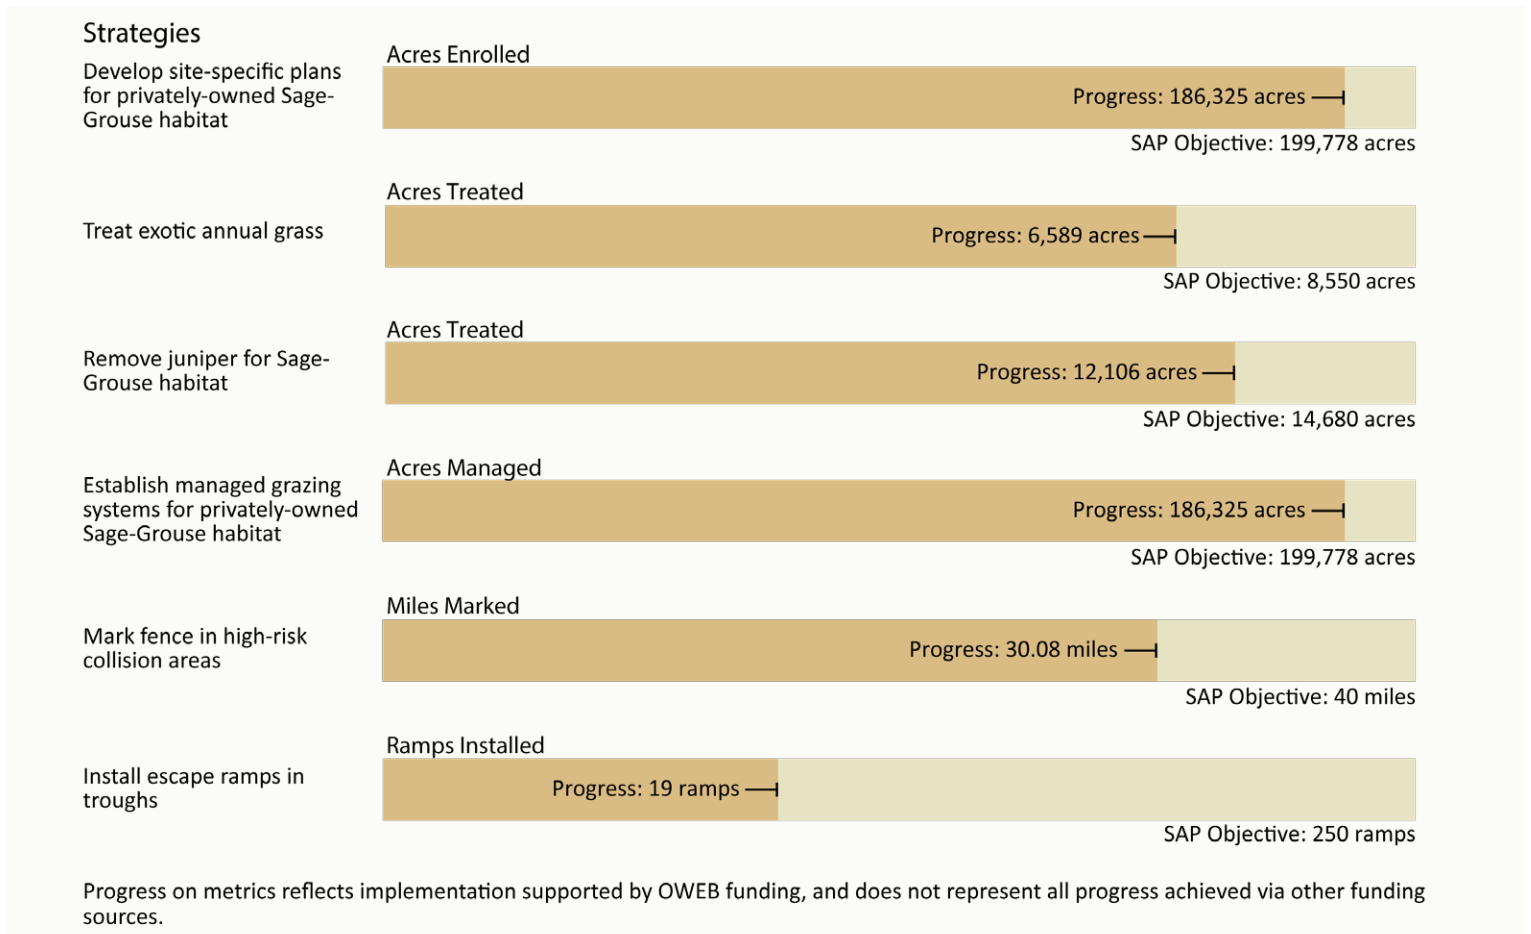 Strategies
Develop site-specific plans
for privately-owned Sage-
Grouse habitat
Acres Enrolled
Progress: 186,325 acres
SAP Objective: 199,778 acres
Treat exotic annual grass
Acres Treated
Progress: 6,589 acres
SAP Objective: 8,550 acres
Remove juniper for Sage-
Grouse habitat
Acres Treated
Progress: 12,106 acres
SAP Objective: 14,680 acres
Establish managed grazing
systems for privately-owned
Sage-Grouse habitat
Acres Managed
Progress: 186,325 acres
SAP Objective: 199,778 acres
Mark fence in high-risk
collision areas
Miles Marked
Progress: 30.08 miles
SAP Objective: 40 miles
Install escape ramps in
troughs
Ramps Installed
Progress: 19 ramps
SAP Objective: 250 ramps
Progress on metrics reflects implementation supported by OWEB funding, and does not represent all progress achieved via other funding
sources.